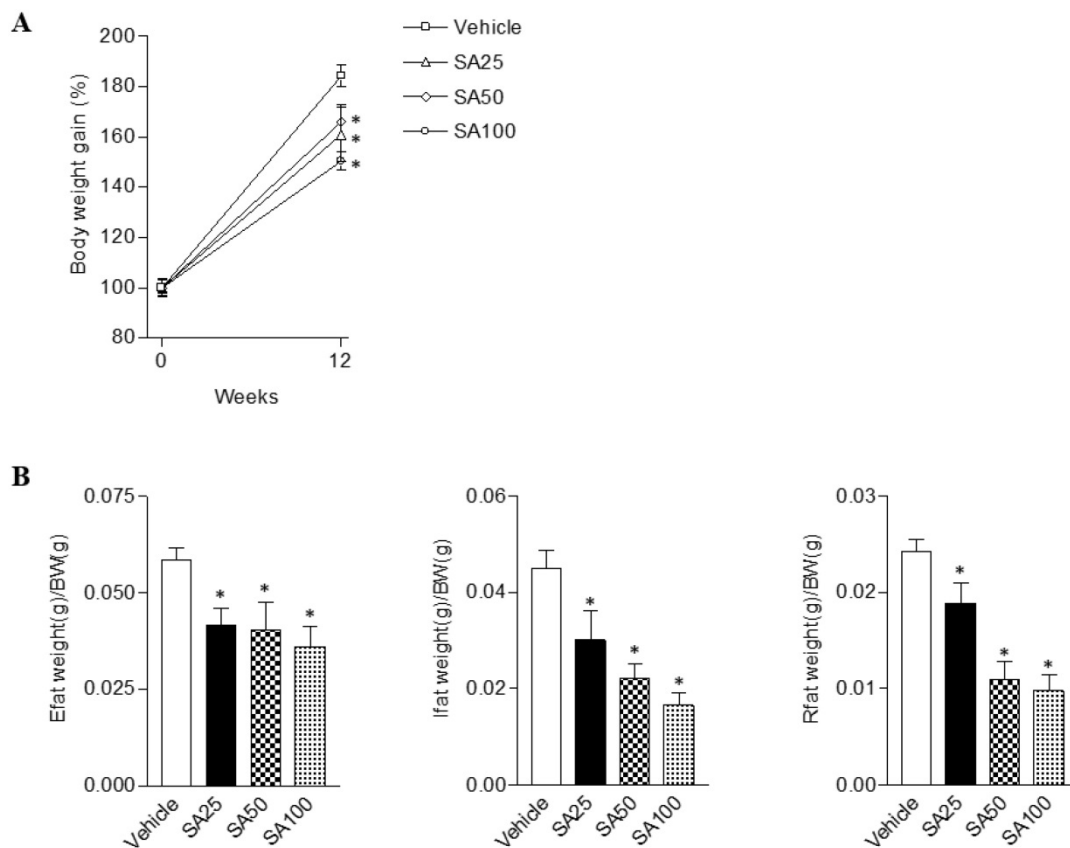 A
Body weight gain (%)
200
180
160
140
120
100
80
0
12
Weeks
Vehicle
SA25
SA50
SA100
*
*
*
B
Efat weight(g)/BW(g)
0.075
0.050
0.025
0.000
*
*
*
Vehicle
SA25
SA50
SA100
Ifat weight(g)/BW(g)
0.06
0.04
0.02
0.00
*
*
*
Vehicle
SA25
SA50
SA100
Rfat weight(g)/BW(g)
0.03
0.02
0.01
0.00
*
*
*
Vehicle
SA25
SA50
SA100